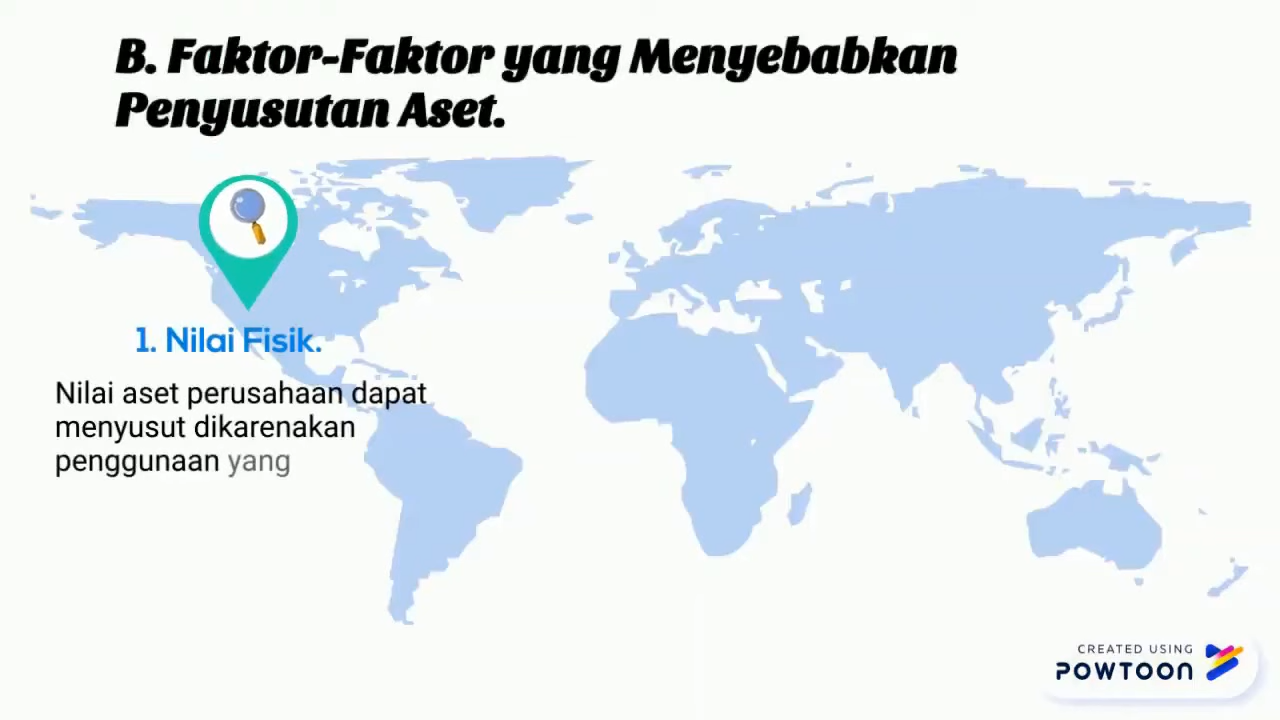 B. Faktor-Faktor yang Menyebabkan
Penyusutan Aset.
1. Nilai Fisik.
Nilai aset perusahaan dapat
menyusut dikarenakan
penggunaan yang
CREATED USING
POWTOON